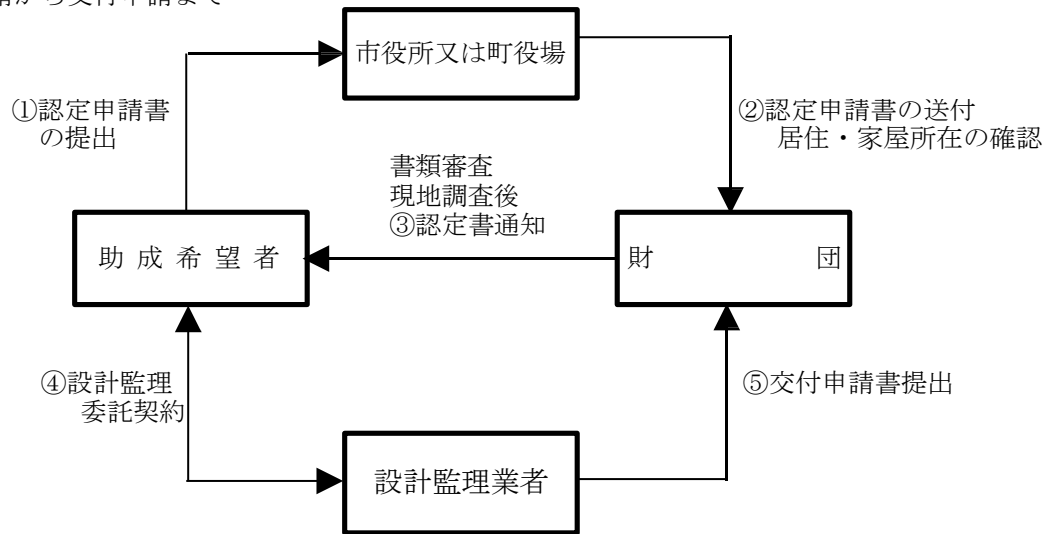 請から交付申請まで
市役所又は町役場
①認定申請書
の提出
②認定申請書の送付
居住・家屋所在の確認
書類審査
現地調査後
③認定書通知
助成希望者
財団
④設計監理
委託契約
⑤交付申請書提出
設計監理業者